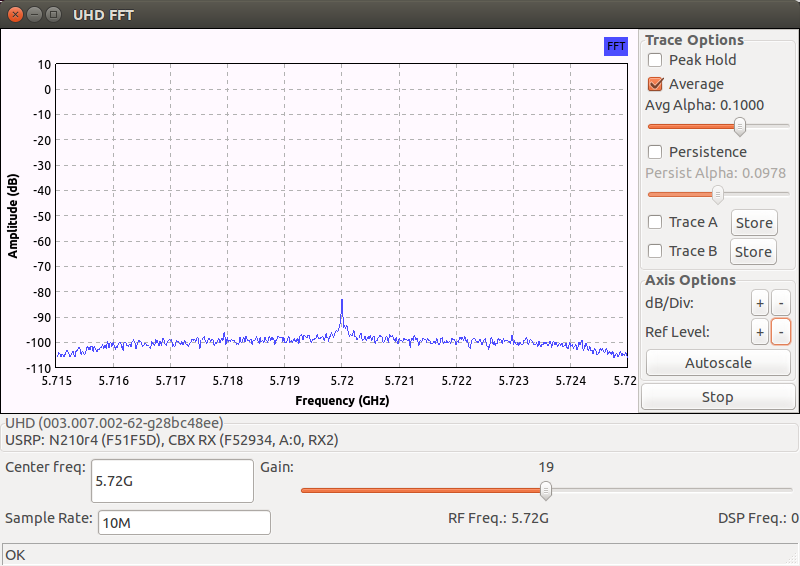 UHD FFT
FFT
Trace Options
Peak Hold
Average
Avg Alpha: 0.1000
Persistence
Persist Alpha: 0.0978
Trace A Store
Trace B Store
Axis Options
dB/Div: + -
Ref Level: + -
Autoscale
Stop
Amplitude (dB)
10
0
-10
-20
-30
-40
-50
-60
-70
-80
-90
-100
-110
5.715 5.716 5.717 5.718 5.719 5.72 5.721 5.722 5.723 5.724 5.72
Frequency (GHz)
UHD (003.007.002-62-g28bc48ee)
USRP: N210r4 (F51F5D), CBX RX (F52934, A:0, RX2)
Center freq: 5.72G Gain: 19
Sample Rate: 10M RF Freq.: 5.72G DSP Freq.: 0
OK